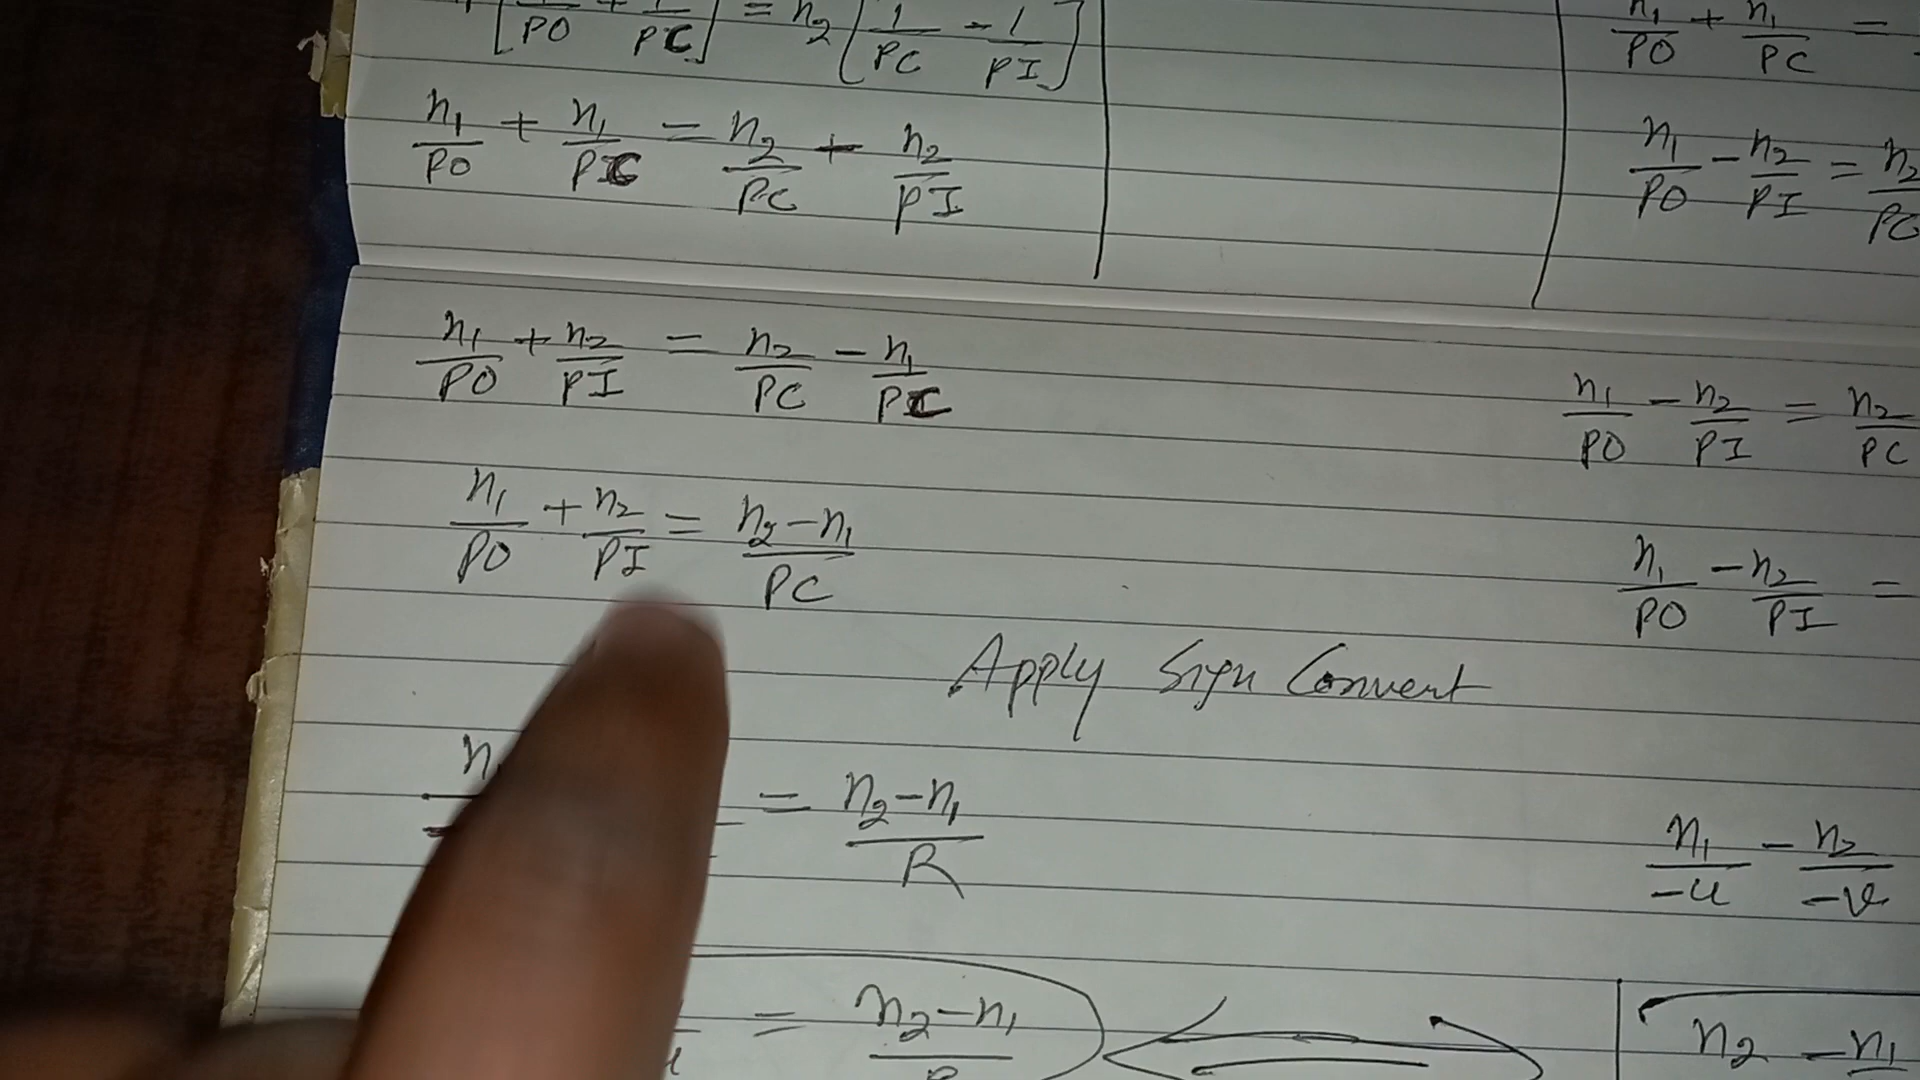 [1/PO + 1/PC] = n2 [1/PC - 1/PI]
n1/PO + n1/PC = n2/PC + n2/PI
n1/PO + n2/PI = n2/PC - n1/PC
n1/PO + n2/PI = n2-n1/PC
Apply Sign Convent
= n2-n1/R
= n2-n1
n1/PO + n1/PC =
n1/PO - n2/PI = n2/PC
n1/PO - n2/PI = n2/PC
n1/PO - n2/PI =
n1/-u - n2/-v
n2 - n1